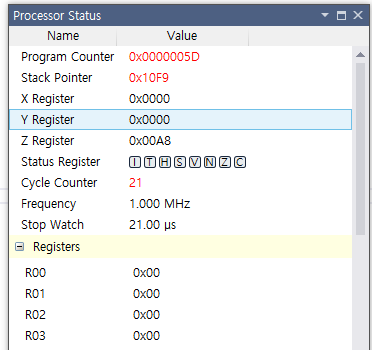 Processor Status
Name Value
Program Counter 0x0000005D
Stack Pointer 0x10F9
X Register 0x0000
Y Register 0x0000
Z Register 0x00A8
Status Register I T H S V N Z C
Cycle Counter 21
Frequency 1.000 MHz
Stop Watch 21.00 µs
Registers
R00 0x00
R01 0x00
R02 0x00
R03 0x00